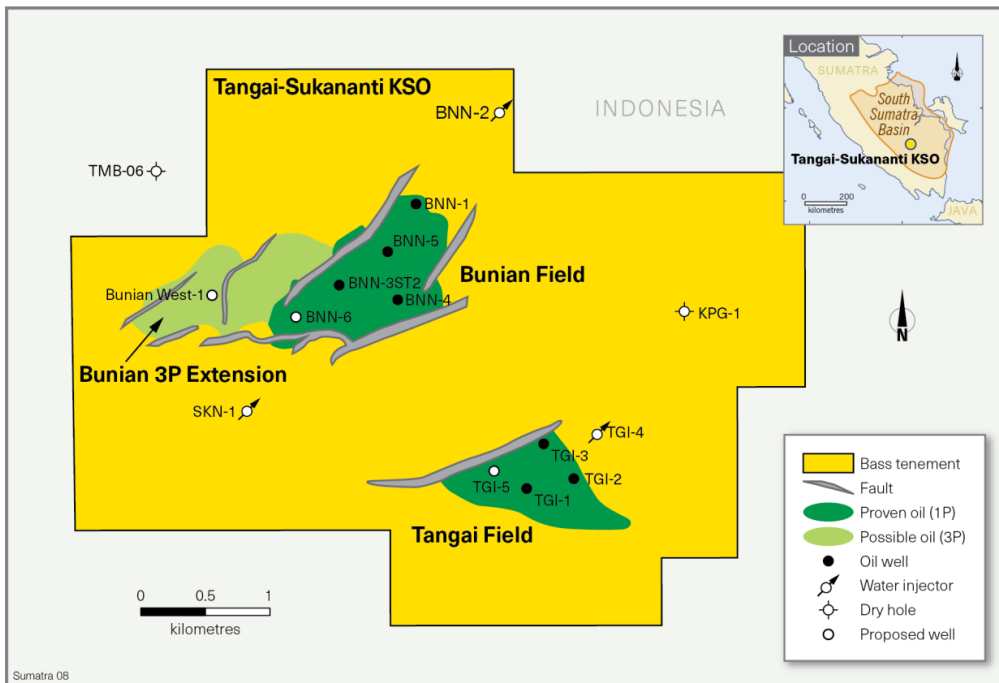 Tangai-Sukananti KSO
BNN-2
INDONESIA
TMB-06
BNN-1
BNN-5
Bunian Field
BNN-3ST2
Bunian West-1
BNN-4
BNN-6
KPG-1
N
Bunian 3P Extension
SKN-1
TGI-4
TGI-3
TGI-2
TGI-5
TGI-1
Tangai Field
0 0.5 1
kilometres
Sumatra 08
Location
N
SUMATRA
South
Sumatra
Basin
Tangai-Sukananti KSO
0 200
kilometres
JAVA
Bass tenement
Fault
Proven oil (1P)
Possible oil (3P)
Oil well
Water injector
Dry hole
Proposed well